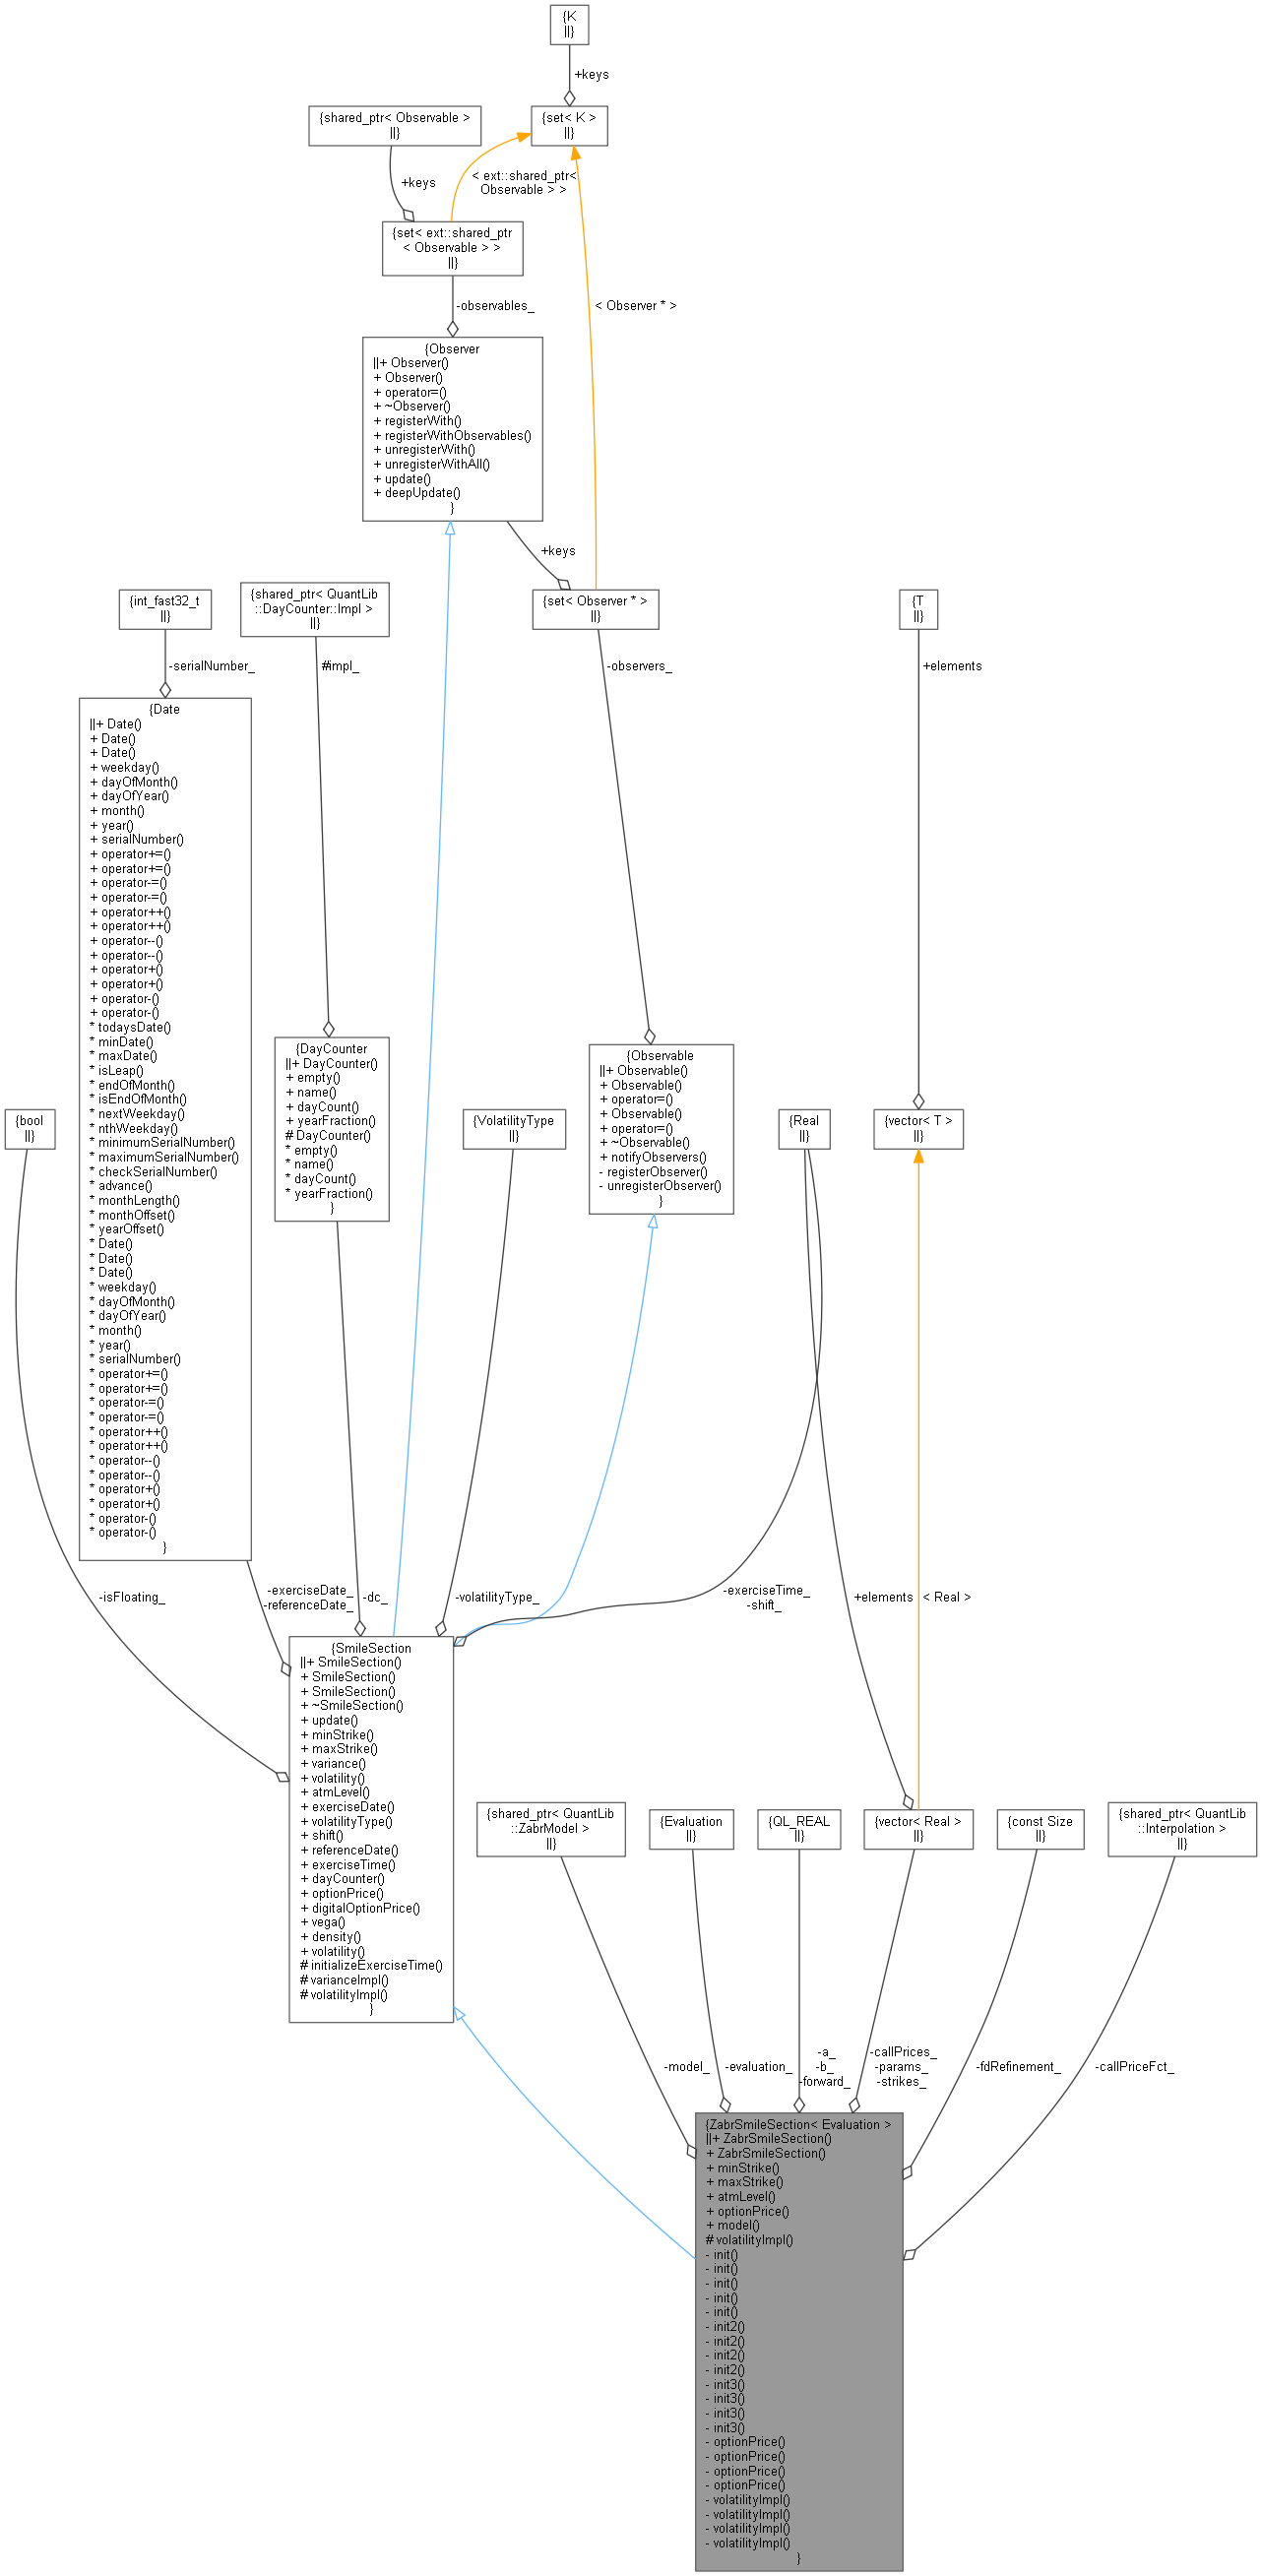 {K
||}
+keys
{shared_ptr< Observable >
||}
{set< K >
||}
+keys
< ext::shared_ptr<
Observable > >
{set< ext::shared_ptr
< Observable > >
||}
-observables_
< Observer * >
{Observer
||+ Observer()
+ Observer()
+ operator=()
+ ~Observer()
+ registerWith()
+ registerWithObservables()
+ unregisterWith()
+ unregisterWithAll()
+ update()
+ deepUpdate()
}
+keys
{int_fast32_t
||}
{shared_ptr< QuantLib
::DayCounter::Impl >
||}
{set< Observer * >
||}
{T
||}
-serialNumber_
#impl_
-observers_
+elements
{Date
||+ Date()
+ Date()
+ Date()
+ weekday()
+ dayOfMonth()
+ dayOfYear()
+ month()
+ year()
+ serialNumber()
+ operator+=()
+ operator+=()
+ operator-=()
+ operator-=()
+ operator++()
+ operator++()
+ operator--()
+ operator--()
+ operator+()
+ operator+()
+ operator-()
+ operator-()
* todaysDate()
* minDate()
* maxDate()
* isLeap()
* endOfMonth()
* isEndOfMonth()
* nextWeekday()
* nthWeekday()
* minimumSerialNumber()
* maximumSerialNumber()
* checkSerialNumber()
* advance()
* monthLength()
* monthOffset()
* yearOffset()
* Date()
* Date()
* Date()
* weekday()
* dayOfMonth()
* dayOfYear()
* month()
* year()
* serialNumber()
* operator+=()
* operator+=()
* operator-=()
* operator-=()
* operator++()
* operator++()
* operator--()
* operator--()
* operator+()
* operator+()
* operator-()
* operator-()
}
{DayCounter
||+ DayCounter()
+ empty()
+ name()
+ dayCount()
+ yearFraction()
# DayCounter()
* empty()
* name()
* dayCount()
* yearFraction()
}
{Observable
||+ Observable()
+ Observable()
+ operator=()
+ Observable()
+ operator=()
+ ~Observable()
+ notifyObservers()
- registerObserver()
- unregisterObserver()
}
{bool
||}
{VolatilityType
||}
{Real
||}
{vector< T >
||}
-isFloating_
-exerciseDate_
-referenceDate_
-dc_
-volatilityType_
-exerciseTime_
-shift_
+elements
< Real >
{SmileSection
||+ SmileSection()
+ SmileSection()
+ SmileSection()
+ ~SmileSection()
+ update()
+ minStrike()
+ maxStrike()
+ variance()
+ volatility()
+ atmLevel()
+ exerciseDate()
+ volatilityType()
+ shift()
+ referenceDate()
+ exerciseTime()
+ dayCounter()
+ optionPrice()
+ digitalOptionPrice()
+ vega()
+ density()
+ volatility()
# initializeExerciseTime()
# varianceImpl()
# volatilityImpl()
}
{shared_ptr< QuantLib
::ZabrModel >
||}
{Evaluation
||}
{QL_REAL
||}
{vector< Real >
||}
{const Size
||}
{shared_ptr< QuantLib
::Interpolation >
||}
-model_
-evaluation_
-a_
-b_
-forward_
-callPrices_
-params_
-strikes_
-fdRefinement_
-callPriceFct_
{ZabrSmileSection< Evaluation >
||+ ZabrSmileSection()
+ ZabrSmileSection()
+ minStrike()
+ maxStrike()
+ atmLevel()
+ optionPrice()
+ model()
# volatilityImpl()
- init()
- init()
- init()
- init()
- init()
- init2()
- init2()
- init2()
- init2()
- init3()
- init3()
- init3()
- init3()
- optionPrice()
- optionPrice()
- optionPrice()
- optionPrice()
- volatilityImpl()
- volatilityImpl()
- volatilityImpl()
- volatilityImpl()
}